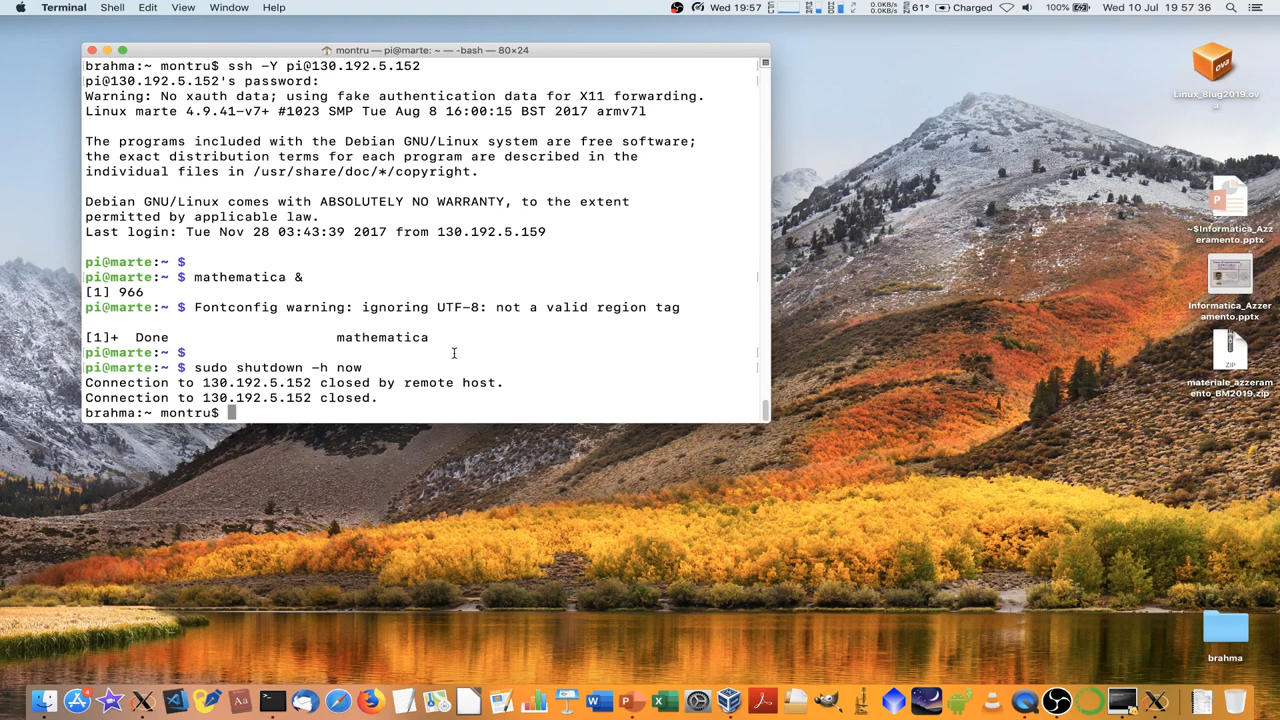 Terminal Shell Edit View Window Help
Wed 19:57 0.0KB/s 0.0KB/s 61° Charged 100% Wed 10 Jul 19 57 36
montru — pi@marte: ~ — -bash — 80×24
brahma:~ montru$ ssh -Y pi@130.192.5.152
pi@130.192.5.152's password:
Warning: No xauth data; using fake authentication data for X11 forwarding.
Linux marte 4.9.41-v7+ #1023 SMP Tue Aug 8 16:00:15 BST 2017 armv7l
The programs included with the Debian GNU/Linux system are free software;
the exact distribution terms for each program are described in the
individual files in /usr/share/doc/*/copyright.
Debian GNU/Linux comes with ABSOLUTELY NO WARRANTY, to the extent
permitted by applicable law.
Last login: Tue Nov 28 03:43:39 2017 from 130.192.5.159
pi@marte:~ $
pi@marte:~ $ mathematica &
[1] 966
pi@marte:~ $ Fontconfig warning: ignoring UTF-8: not a valid region tag
[1]+  Done                    mathematica
pi@marte:~ $
pi@marte:~ $ sudo shutdown -h now
Connection to 130.192.5.152 closed by remote host.
Connection to 130.192.5.152 closed.
brahma:~ montru$
Linux_8lug2019.ov
a
~$Informatica_Azz
eramento.pptx
Informatica_Azzer
amento.pptx
ZIP
materiale_azzeram
ento_BM2019.zip
brahma